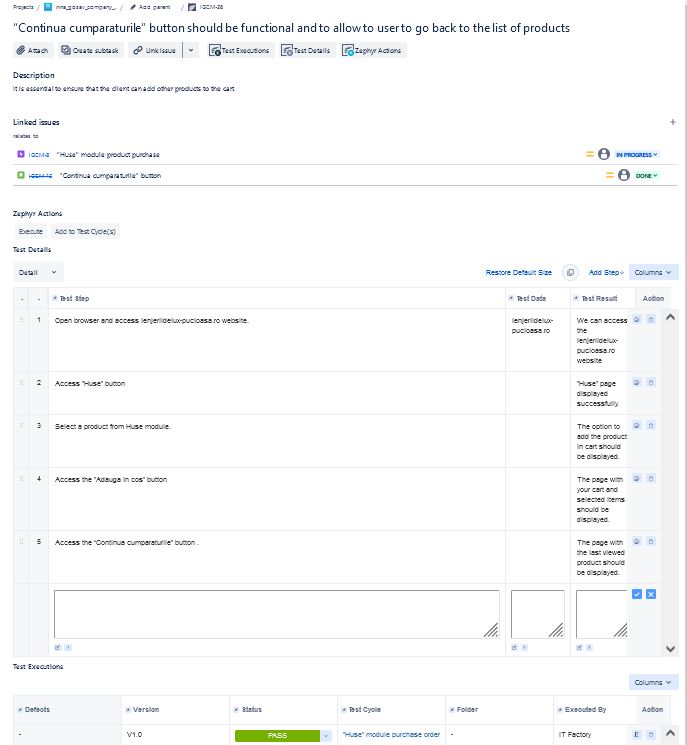 Projects / inna_gosav_company_... / Add parent / IGCM-26
"Continua cumparaturile" button should be functional and to allow to user to go back to the list of products
Attach Create subtask Link issue Test Executions Test Details Zephyr Actions
Description
It is essential to ensure that the client can add other products to the cart
Linked issues
relates to
IGCM-8 "Huse" module product purchase IN PROGRESS
"Continua cumparaturile" button DONE
Zephyr Actions
Execute Add to Test Cycle(s)
Test Details
Detail Restore Default Size Add Step Columns
- - Test Step Test Data Test Result Action
1 Open browser and access lenjeriidelux-pucioasa.ro website. lenjeriidelux-
pucioasa.ro
We can access
the
lenjeriidelux-
pucioasa.ro
website
2 Access "Huse" button "Huse" page
displayed
successfully.
3 Select a product from Huse module. The option to
add the product
in cart should
be displayed.
4 Access the "Adauga in cos" button The page with
your cart and
selected items
should be
displayed.
5 Access the "Continua cumparaturile" button . The page with
the last viewed
product should
be displayed.
Test Executions
Columns
Defects Version Status Test Cycle Folder Executed By Action
- V1.0 PASS "Huse" module purchase order - IT Factory E